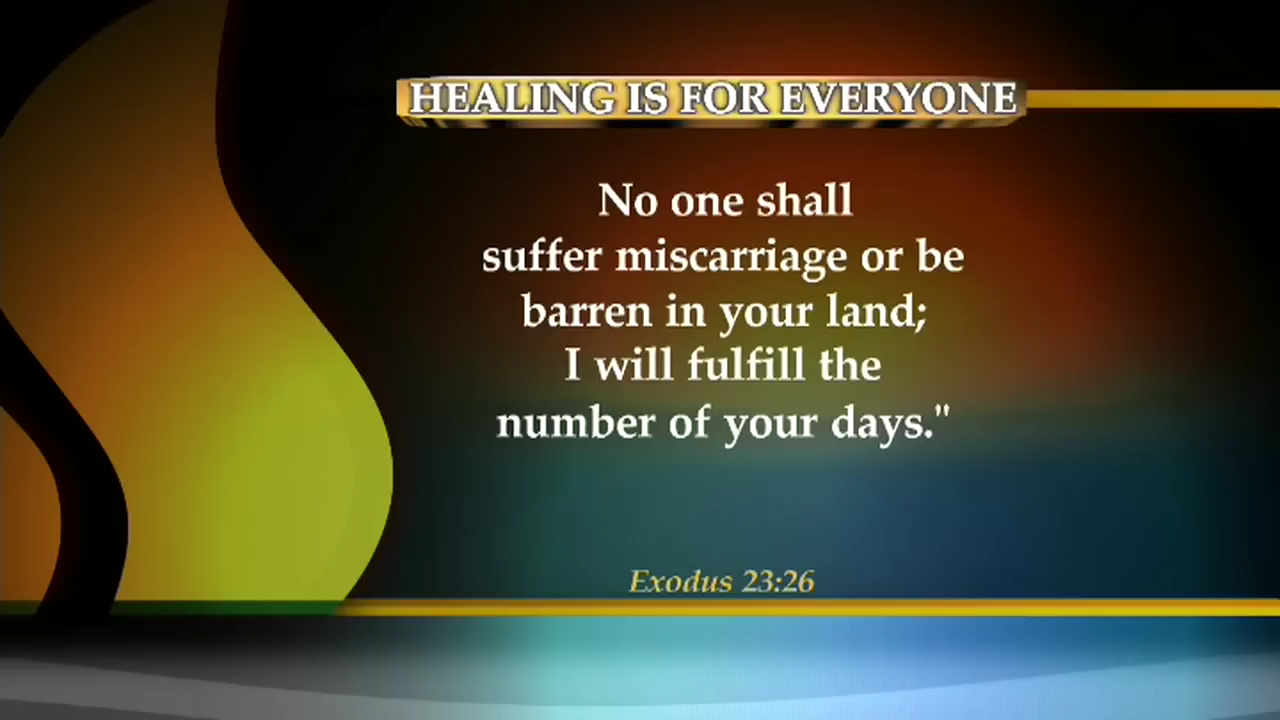 HEALING IS FOR EVERYONE
No one shall
suffer miscarriage or be
barren in your land;
I will fulfill the
number of your days."
Exodus 23:26